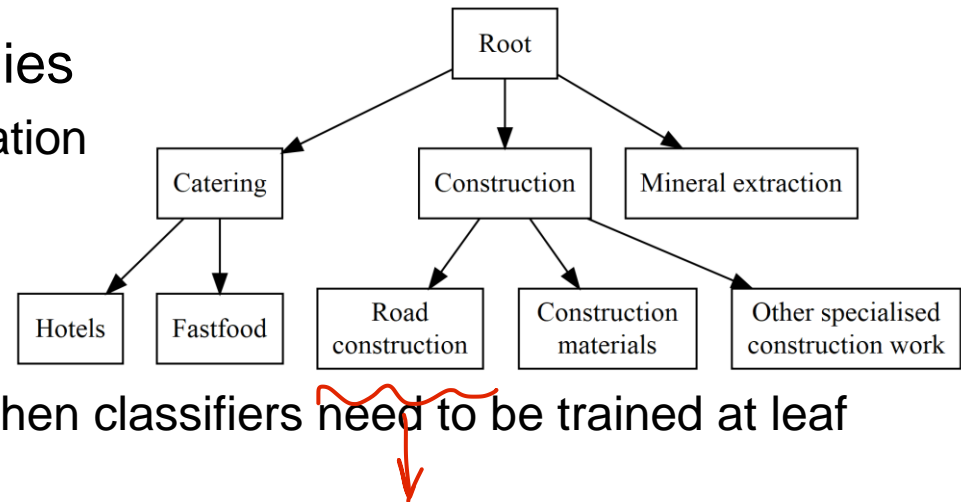 ies
ation
Root
Catering
Construction
Mineral extraction
Hotels
Fastfood
Road
construction
Construction
materials
Other specialised
construction work
hen classifiers need to be trained at leaf